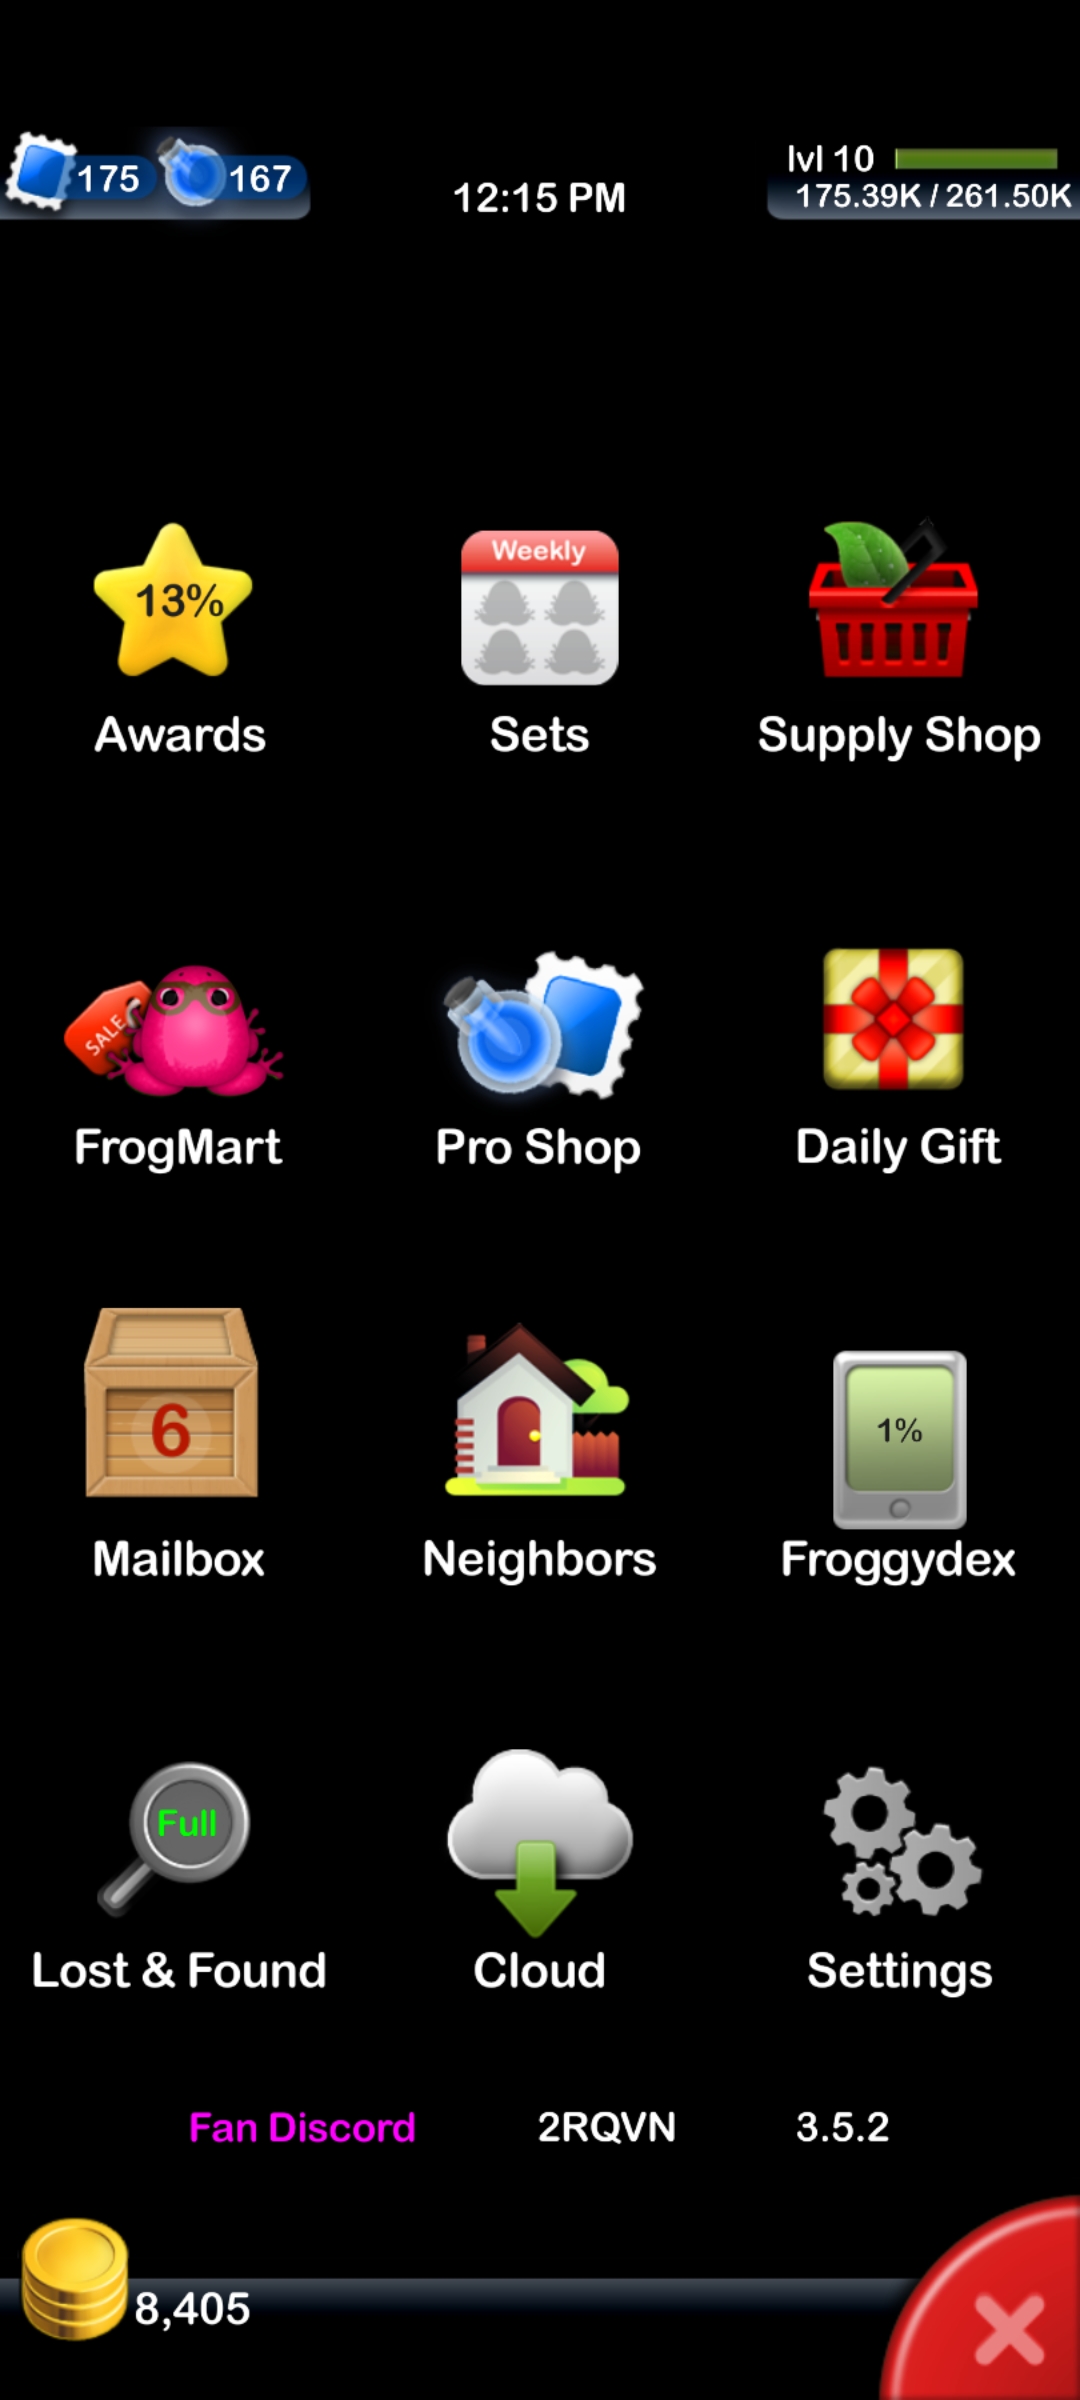 175
167
12:15 PM
lvl 10
175.39K / 261.50K
13%
Weekly
Awards
Sets
Supply Shop
SALE
FrogMart
Pro Shop
Daily Gift
6
1%
Mailbox
Neighbors
Froggydex
Full
Lost & Found
Cloud
Settings
Fan Discord
2RQVN
3.5.2
8,405